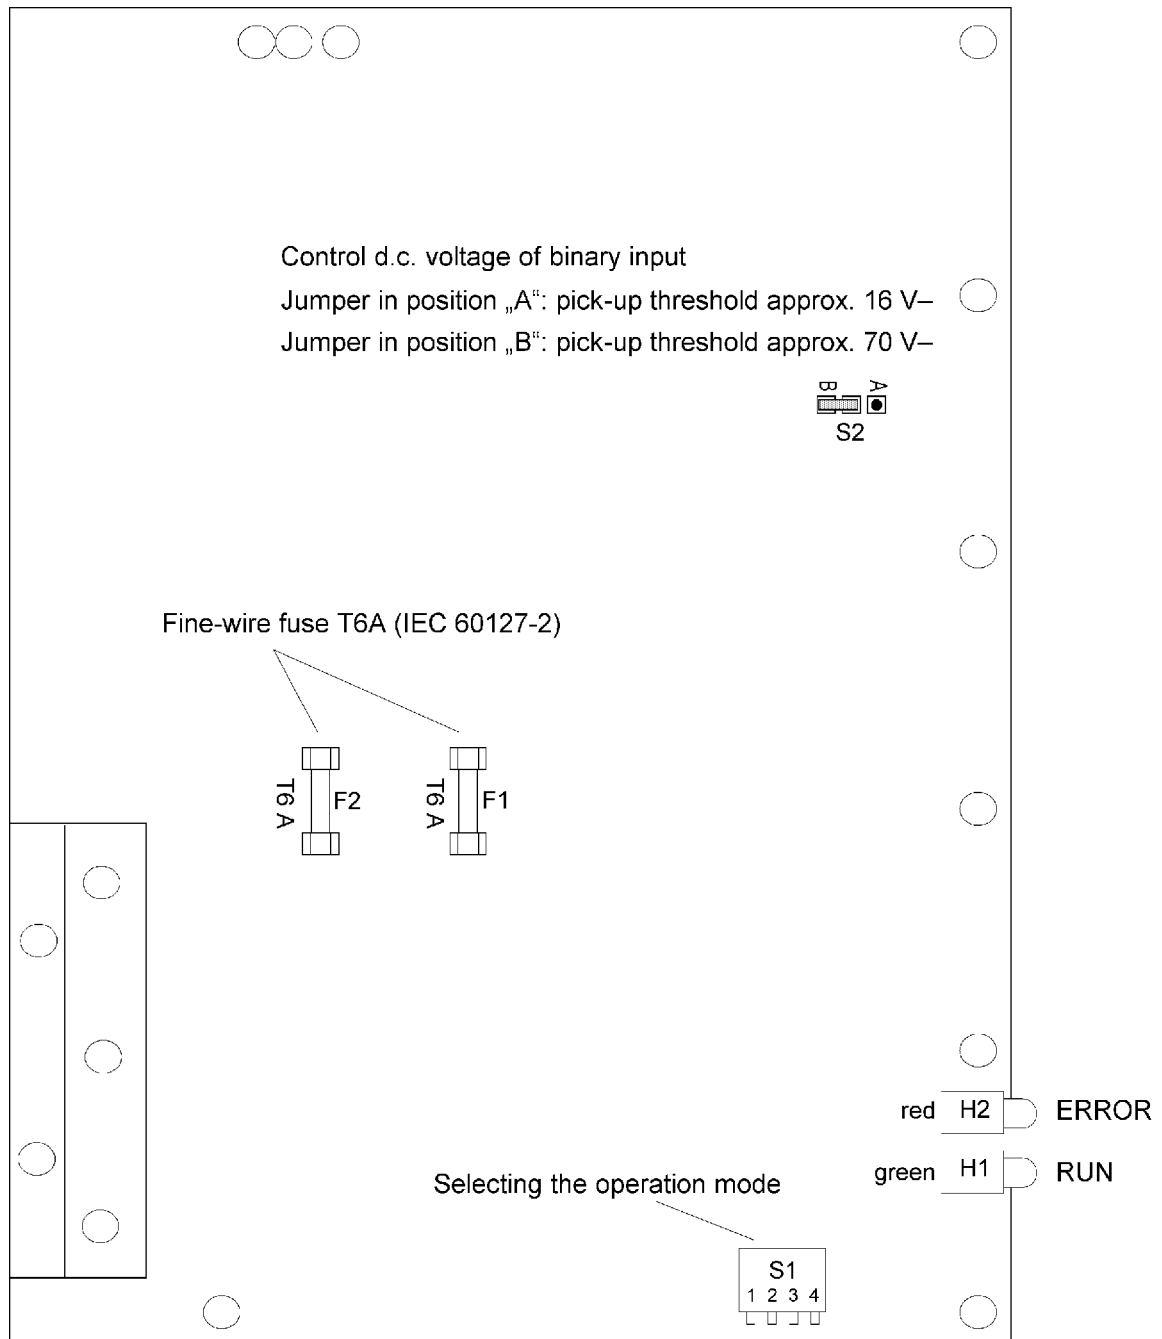 Control d.c. voltage of binary input
Jumper in position „A“: pick-up threshold approx. 16 V–
Jumper in position „B“: pick-up threshold approx. 70 V–
B A
S2
Fine-wire fuse T6A (IEC 60127-2)
T6 A F2 T6 A F1
red H2 ERROR
green H1 RUN
Selecting the operation mode
S1
1 2 3 4